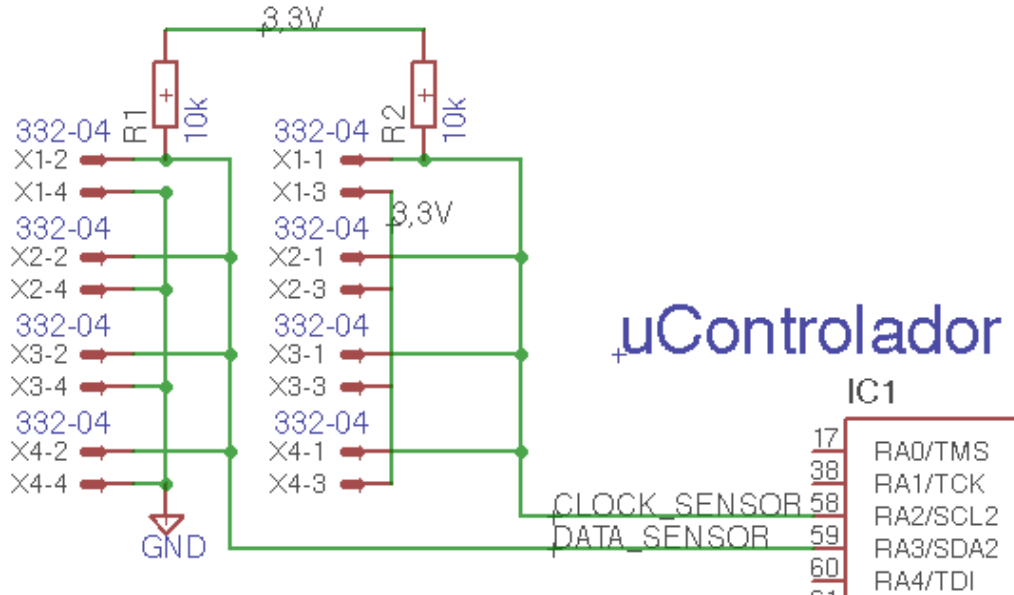 3,3V
R1
10k
R2
10k
332-04
X1-2
X1-4
332-04
X2-2
X2-4
332-04
X3-2
X3-4
332-04
X4-2
X4-4
GND
332-04
X1-1
X1-3
3,3V
332-04
X2-1
X2-3
332-04
X3-1
X3-3
332-04
X4-1
X4-3
uControlador
IC1
17 RA0/TMS
38 RA1/TCK
CLOCK_SENSOR 58 RA2/SCL2
DATA_SENSOR 59 RA3/SDA2
60 RA4/TDI